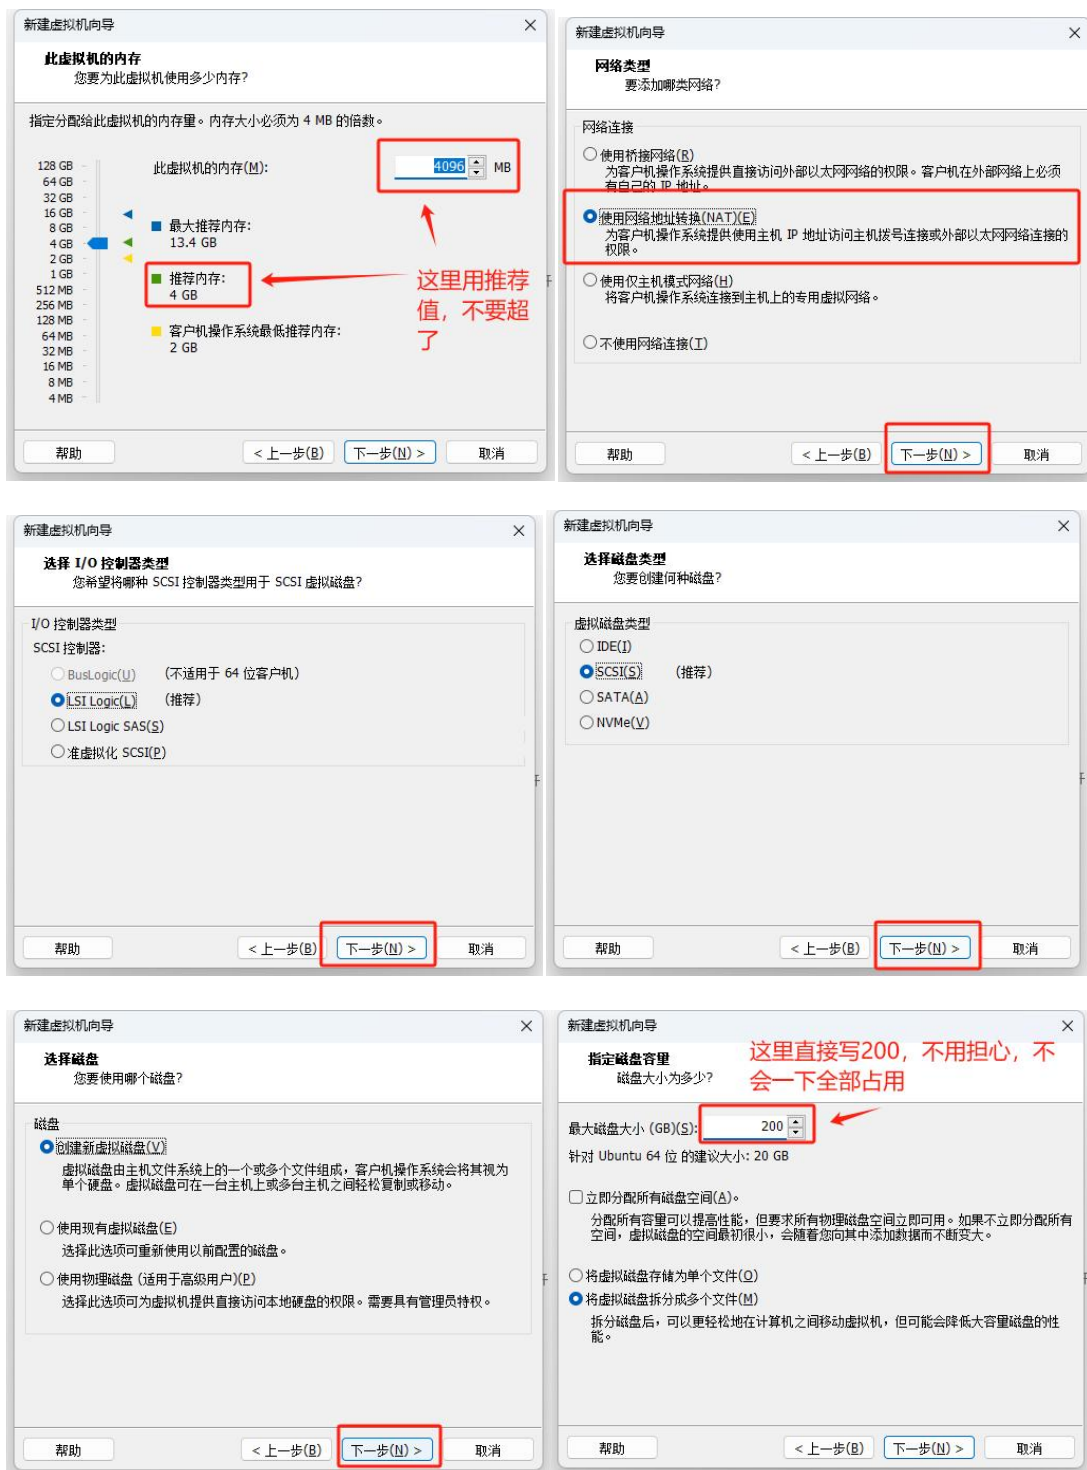 新建虚拟机向导
此虚拟机的内存
您要为此虚拟机使用多少内存?
指定分配给此虚拟机的内存量。内存大小必须为 4 MB 的倍数。
128 GB
64 GB
32 GB
16 GB
8 GB
4 GB
2 GB
1 GB
512 MB
256 MB
128 MB
64 MB
32 MB
16 MB
8 MB
4 MB
此虚拟机的内存(M):
4096 MB
最大推荐内存:
13.4 GB
推荐内存:
4 GB
客户机操作系统最低推荐内存:
2 GB
这里用推荐
值，不要超
了
帮助
< 上一步(B)
下一步(N) >
取消
新建虚拟机向导
网络类型
要添加哪类网络?
网络连接
使用桥接网络(R)
为客户机操作系统提供直接访问外部以太网网络的权限。客户机在外部网络上必须
有自己的 IP 地址。
使用网络地址转换(NAT)(E)
为客户机操作系统提供使用主机 IP 地址访问主机拨号连接或外部以太网网络连接的
权限。
使用仅主机模式网络(H)
将客户机操作系统连接到主机上的专用虚拟网络。
不使用网络连接(T)
帮助
< 上一步(B)
下一步(N) >
取消
新建虚拟机向导
选择 I/O 控制器类型
您希望将哪种 SCSI 控制器类型用于 SCSI 虚拟磁盘?
I/O 控制器类型
SCSI 控制器:
BusLogic(U) (不适用于 64 位客户机)
LSI Logic(L) (推荐)
LSI Logic SAS(S)
准虚拟化 SCSI(P)
帮助
< 上一步(B)
下一步(N) >
取消
新建虚拟机向导
选择磁盘类型
您要创建何种磁盘?
虚拟磁盘类型
IDE(I)
SCSI(S) (推荐)
SATA(A)
NVMe(V)
帮助
< 上一步(B)
下一步(N) >
取消
新建虚拟机向导
选择磁盘
您要使用哪个磁盘?
磁盘
创建新虚拟磁盘(V)
虚拟磁盘由主机文件系统上的一个或多个文件组成，客户机操作系统会将其视为
单个硬盘。虚拟磁盘可在一台主机上或多台主机之间轻松复制或移动。
使用现有虚拟磁盘(E)
选择此选项可重新使用以前配置的磁盘。
使用物理磁盘 (适用于高级用户)(P)
选择此选项可为虚拟机提供直接访问本地硬盘的权限。需要具有管理员特权。
帮助
< 上一步(B)
下一步(N) >
取消
新建虚拟机向导
指定磁盘容量
磁盘大小为多少?
这里直接写200，不用担心，不
会一下全部占用
最大磁盘大小 (GB)(S): 200
针对 Ubuntu 64 位 的建议大小: 20 GB
立即分配所有磁盘空间(A)。
分配所有容量可以提高性能，但要求所有物理磁盘空间立即可用。如果不立即分配所有
空间，虚拟磁盘的空间最初很小，会随着您向其中添加数据而不断变大。
将虚拟磁盘存储为单个文件(O)
将虚拟磁盘拆分成多个文件(M)
拆分磁盘后，可以更轻松地在计算机之间移动虚拟机，但可能会降低大容量磁盘的性
能。
帮助
< 上一步(B)
下一步(N) >
取消